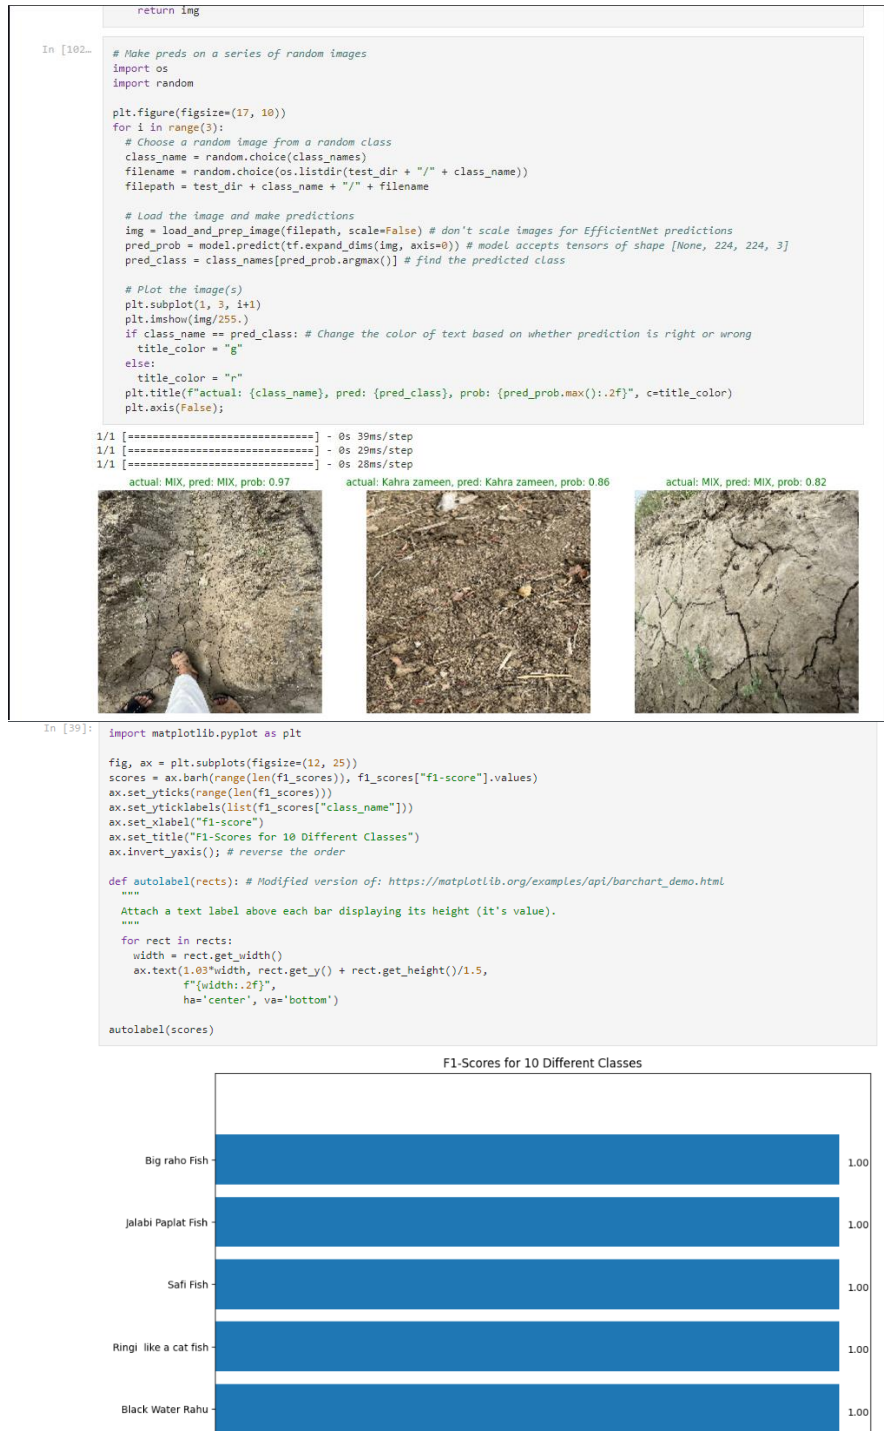 return img
In [102…
# Make preds on a series of random images
import os
import random
plt.figure(figsize=(17, 10))
for i in range(3):
# Choose a random image from a random class
class_name = random.choice(class_names)
filename = random.choice(os.listdir(test_dir + "/" + class_name))
filepath = test_dir + class_name + "/" + filename
# Load the image and make predictions
img = load_and_prep_image(filepath, scale=False) # don't scale images for EfficientNet predictions
pred_prob = model.predict(tf.expand_dims(img, axis=0)) # model accepts tensors of shape [None, 224, 224, 3]
pred_class = class_names[pred_prob.argmax()] # find the predicted class
# Plot the image(s)
plt.subplot(1, 3, i+1)
plt.imshow(img/255.)
if class_name == pred_class: # Change the color of text based on whether prediction is right or wrong
title_color = "g"
else:
title_color = "r"
plt.title(f"actual: {class_name}, pred: {pred_class}, prob: {pred_prob.max():.2f}", c=title_color)
plt.axis(False);
1/1 [==============================] - 0s 39ms/step
1/1 [==============================] - 0s 29ms/step
1/1 [==============================] - 0s 28ms/step
actual: MIX, pred: MIX, prob: 0.97
actual: Kahra zameen, pred: Kahra zameen, prob: 0.86
actual: MIX, pred: MIX, prob: 0.82
In [39]:
import matplotlib.pyplot as plt
fig, ax = plt.subplots(figsize=(12, 25))
scores = ax.barh(range(len(f1_scores)), f1_scores["f1-score"].values)
ax.set_yticks(range(len(f1_scores)))
ax.set_yticklabels(list(f1_scores["class_name"]))
ax.set_xlabel("f1-score")
ax.set_title("F1-Scores for 10 Different Classes")
ax.invert_yaxis(); # reverse the order
def autolabel(rects): # Modified version of: https://matplotlib.org/examples/api/barchart_demo.html
"""
Attach a text label above each bar displaying its height (it's value).
"""
for rect in rects:
width = rect.get_width()
ax.text(1.03*width, rect.get_y() + rect.get_height()/1.5,
f"{width:.2f}",
ha='center', va='bottom')
autolabel(scores)
F1-Scores for 10 Different Classes
Big raho Fish 1.00
Jalabi Paplat Fish 1.00
Safi Fish 1.00
Ringi  like a cat fish 1.00
Black Water Rahu 1.00